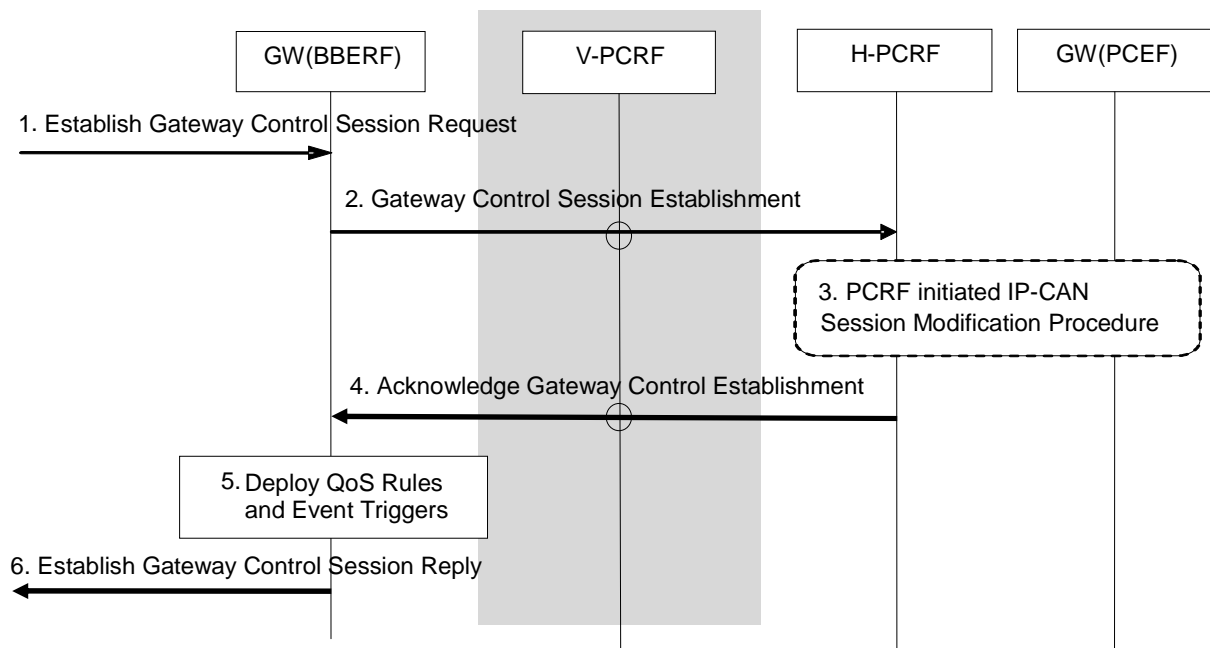 GW(BBERF)
V-PCRF
H-PCRF
GW(PCEF)
1. Establish Gateway Control Session Request
2. Gateway Control Session Establishment
3. PCRF initiated IP-CAN
Session Modification Procedure
4. Acknowledge Gateway Control Establishment
5. Deploy QoS Rules
and Event Triggers
6. Establish Gateway Control Session Reply